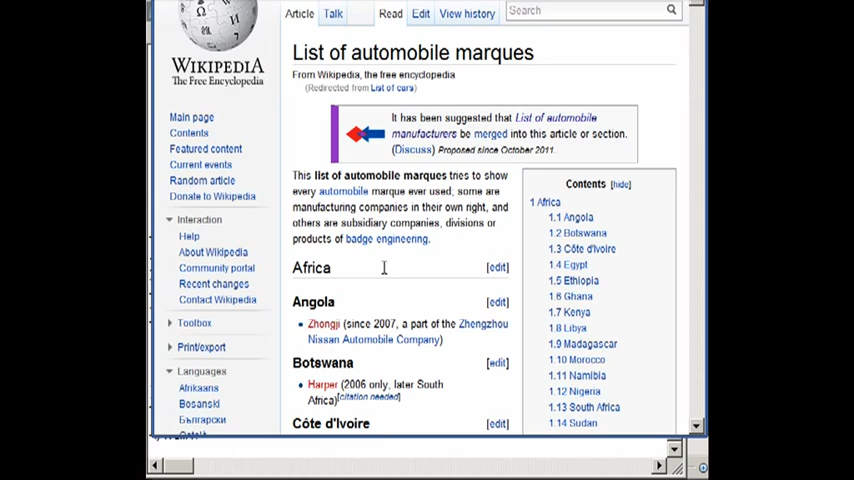 Article Talk Read Edit View history Search
WIKIPEDIA
The Free Encyclopedia
Main page
Contents
Featured content
Current events
Random article
Donate to Wikipedia
Interaction
Help
About Wikipedia
Community portal
Recent changes
Contact Wikipedia
Toolbox
Print/export
Languages
Afrikaans
Bosanski
Български
List of automobile marques
From Wikipedia, the free encyclopedia
(Redirected from List of cars)
It has been suggested that List of automobile
manufacturers be merged into this article or section.
(Discuss) Proposed since October 2011.
This list of automobile marques tries to show
every automobile marque ever used; some are
manufacturing companies in their own right, and
others are subsidiary companies, divisions or
products of badge engineering.
Africa [edit]
Angola [edit]
Zhongji (since 2007, a part of the Zhengzhou
Nissan Automobile Company)
Botswana [edit]
Harper (2006 only, later South
Africa)[citation needed]
Côte d'Ivoire [edit]
Contents [hide]
1 Africa
1.1 Angola
1.2 Botswana
1.3 Côte d'Ivoire
1.4 Egypt
1.5 Ethiopia
1.6 Ghana
1.7 Kenya
1.8 Libya
1.9 Madagascar
1.10 Morocco
1.11 Namibia
1.12 Nigeria
1.13 South Africa
1.14 Sudan